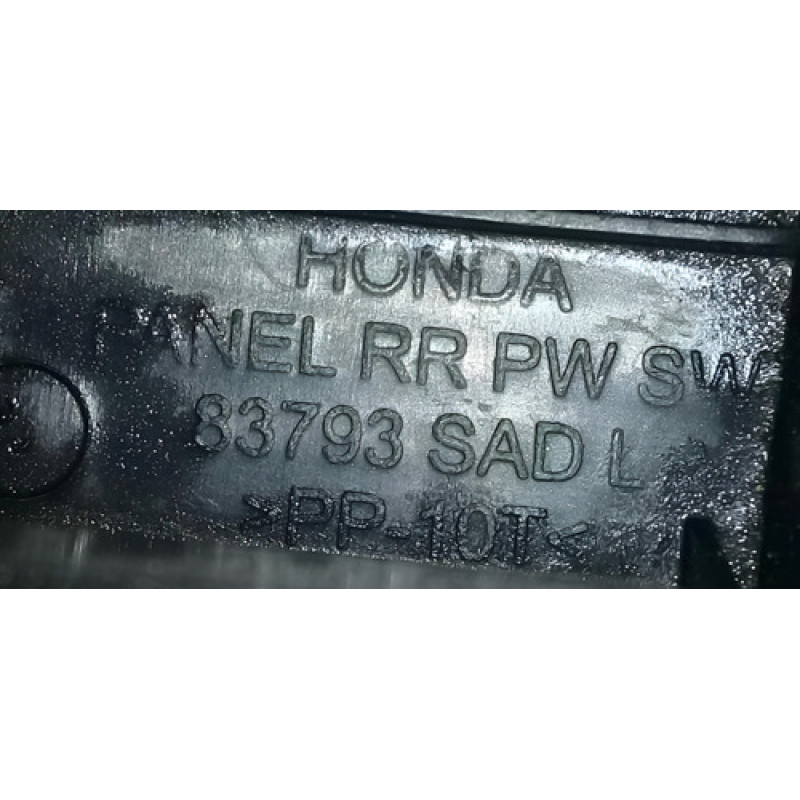 HONDA
PANEL RR PW SW
83793 SAD L
>PP-10T<